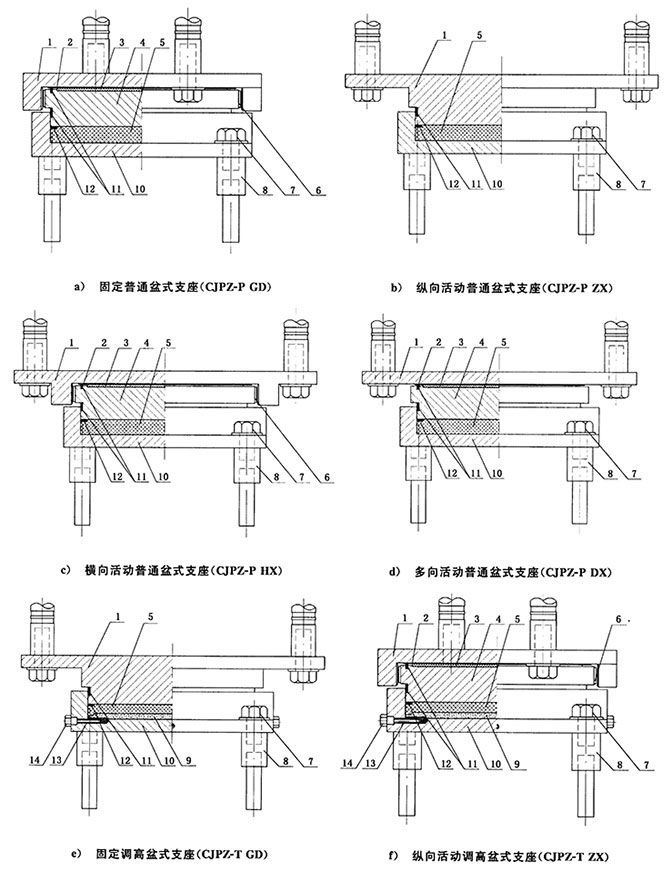 1 2 3 4 5
12 11 10 8 7 6
a) 固定普通盆式支座(CJPZ-P GD)
1 5
12 11 10 8 7
b) 纵向活动普通盆式支座(CJPZ-P ZX)
1 2 3 4 5
12 11 10 8 7 6
c) 横向活动普通盆式支座(CJPZ-P HX)
1 2 3 4 5
12 11 10 8 7
d) 多向活动普通盆式支座(CJPZ-P DX)
1 5
14 13 12 11 10 9 8 7
e) 固定调高盆式支座(CJPZ-T GD)
1 2 3 4 5 6
14 13 12 11 10 9 8 7
f) 纵向活动调高盆式支座(CJPZ-T ZX)